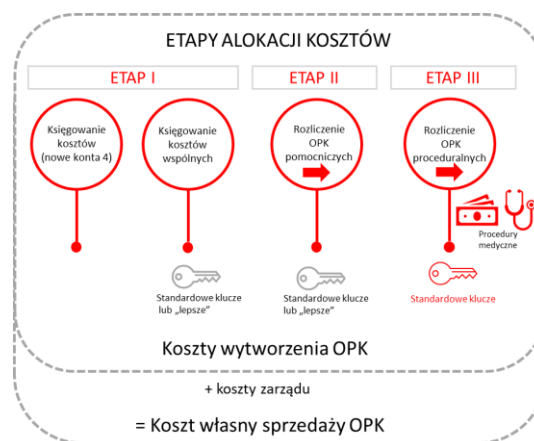 ETAPY ALOKACJI KOSZTÓW
ETAP I
ETAP II
ETAP III
Księgowanie
kosztów
(nowe konta 4)
Księgowanie
kosztów
wspólnych
Rozliczenie
OPK
pomocniczych
Rozliczenie
OPK
proceduralnych
Procedury
medyczne
Standardowe klucze
lub „lepsze”
Standardowe klucze
lub „lepsze”
Standardowe klucze
Koszty wytworzenia OPK
+ koszty zarządu
= Koszt własny sprzedaży OPK